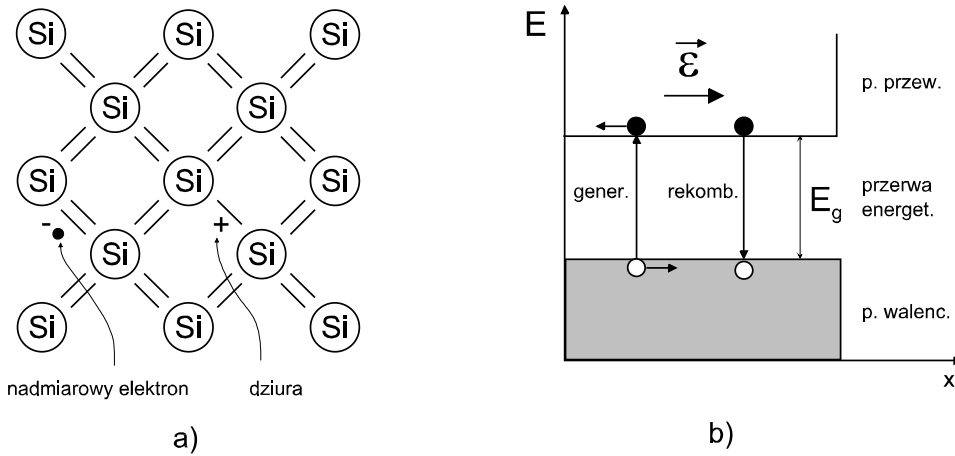 Si Si Si
Si Si
Si Si Si
- +
Si Si
Si Si Si
nadmiarowy elektron dziura
a)
E
ε
p. przew.
gener. rekomb. E_g przerwa
energet.
p. walenc.
x
b)